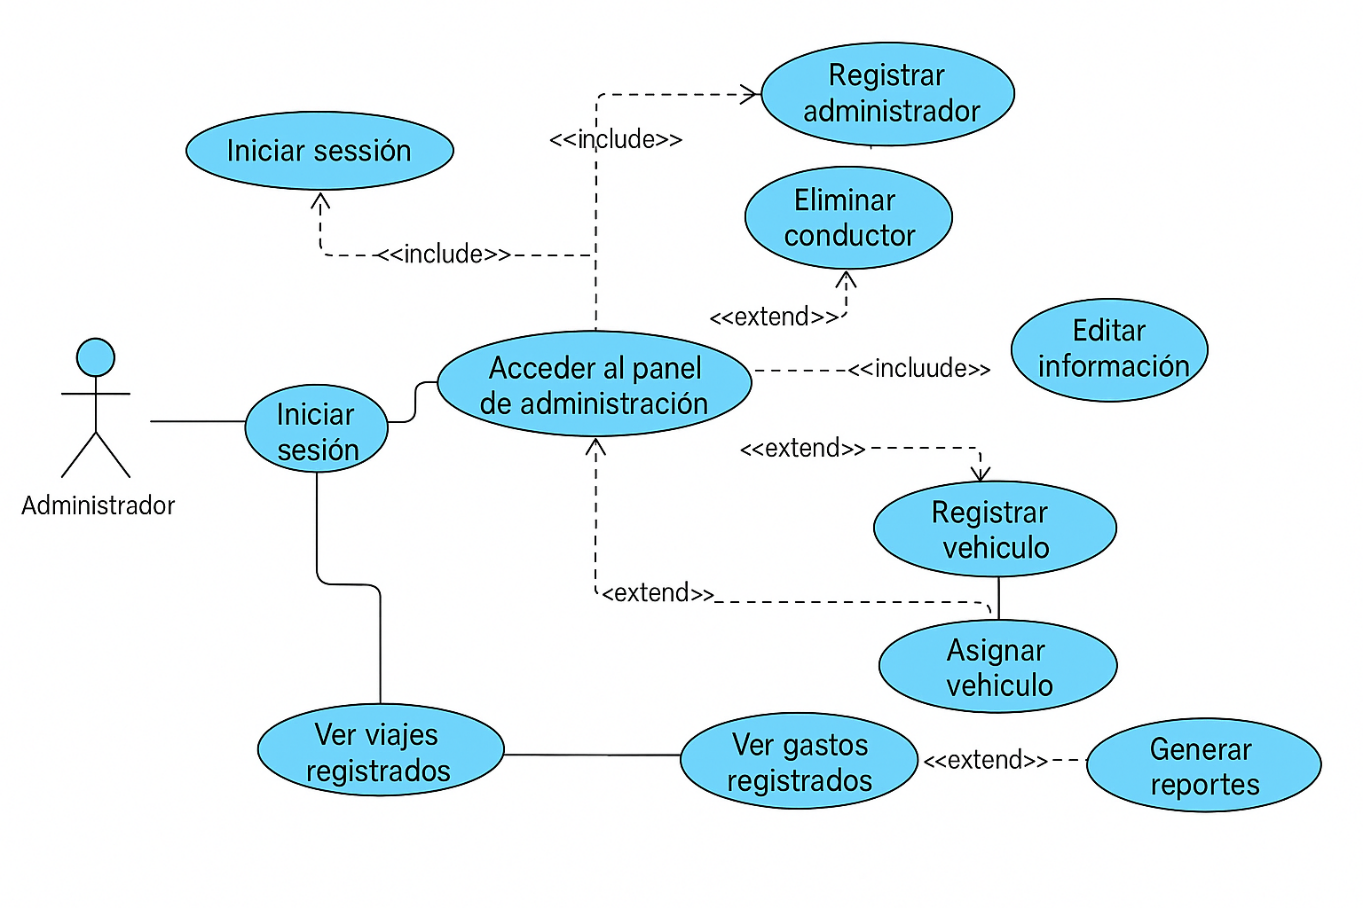 Registrar
administrador
<<include>>
Iniciar sessión
Eliminar
conductor
<<include>>
<<extend>>
Editar
información
Acceder al panel
de administración
<<incluude>>
Iniciar
sesión
<<extend>>
Administrador
Registrar
vehiculo
<extend>>
Asignar
vehiculo
Ver viajes
registrados
Ver gastos
registrados
<<extend>>
Generar
reportes